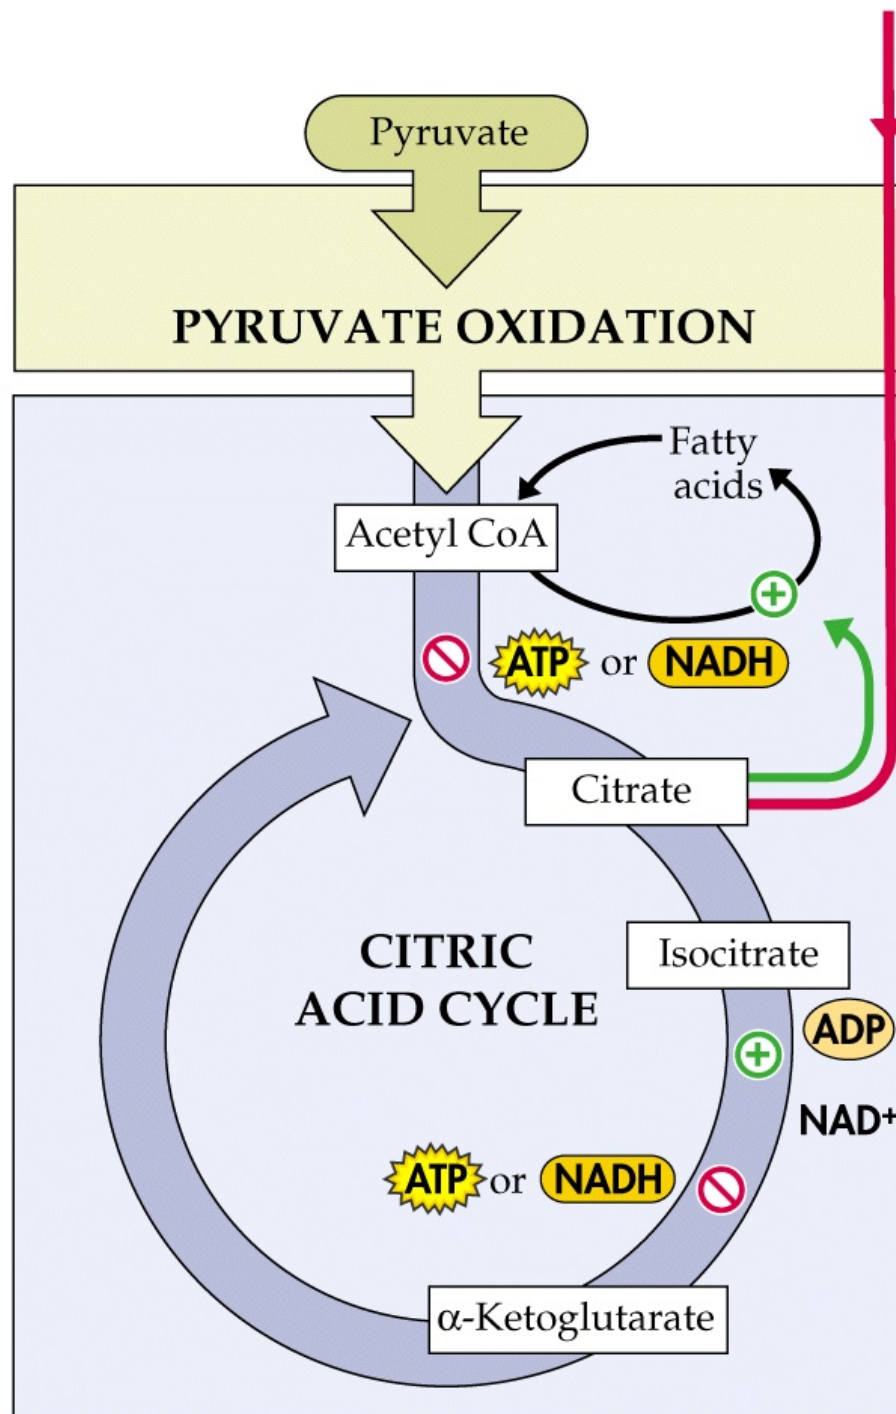 Pyruvate
PYRUVATE OXIDATION
Fatty
acids
Acetyl CoA
+
ATP or NADH
Citrate
CITRIC
ACID CYCLE
Isocitrate
ADP
+
NAD+
ATP or NADH
α-Ketoglutarate